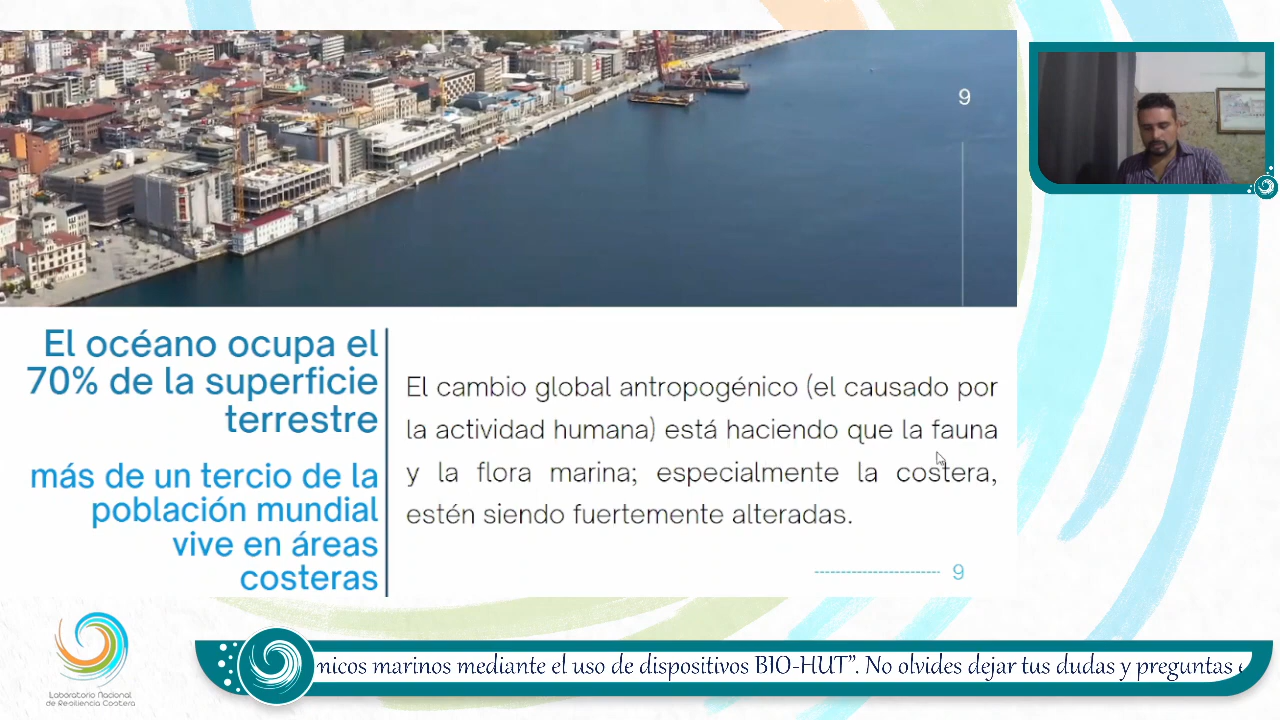 9
El océano ocupa el
70% de la superficie
terrestre
más de un tercio de la
población mundial
vive en áreas
costeras
El cambio global antropogénico (el causado por
la actividad humana) está haciendo que la fauna
y la flora marina; especialmente la costera,
estén siendo fuertemente alteradas.
9
Laboratorio Nacional
de Resiliencia Costera
nicos marinos mediante el uso de dispositivos BIO-HUT”. No olvides dejar tus dudas y preguntas